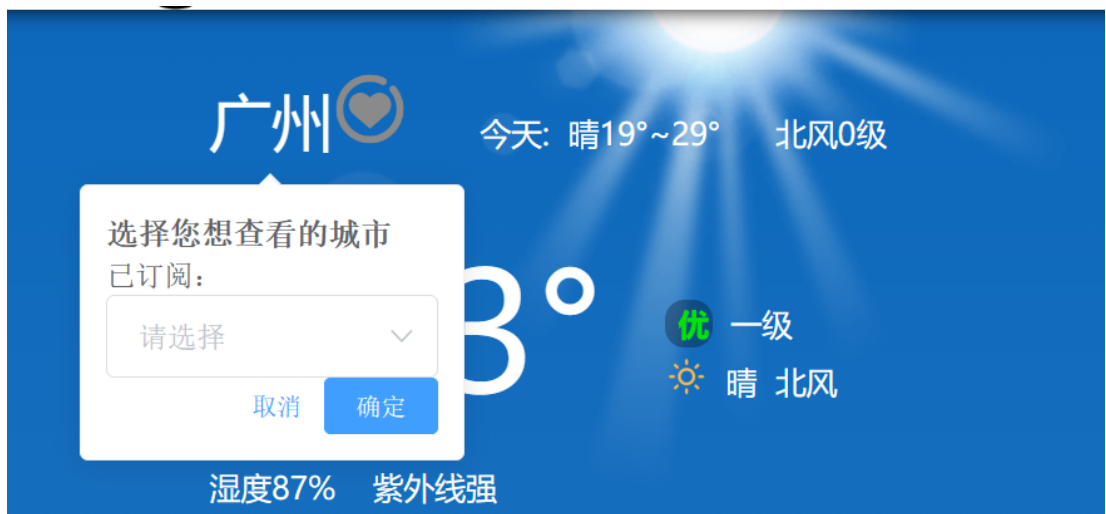 广州
今天: 晴19°~29° 北风0级
选择您想查看的城市
已订阅：
请选择
取消 确定
3°
优 一级
晴 北风
湿度87% 紫外线强